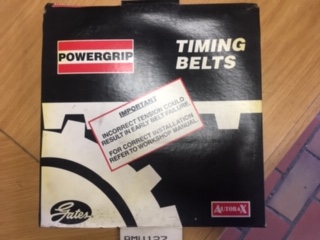 POWERGRIP
TIMING
BELTS
IMPORTANT
INCORRECT TENSION COULD
RESULT IN EARLY BELT FAILURE.
FOR CORRECT INSTALLATION
REFER TO WORKSHOP MANUAL
Gates
AUTORAX